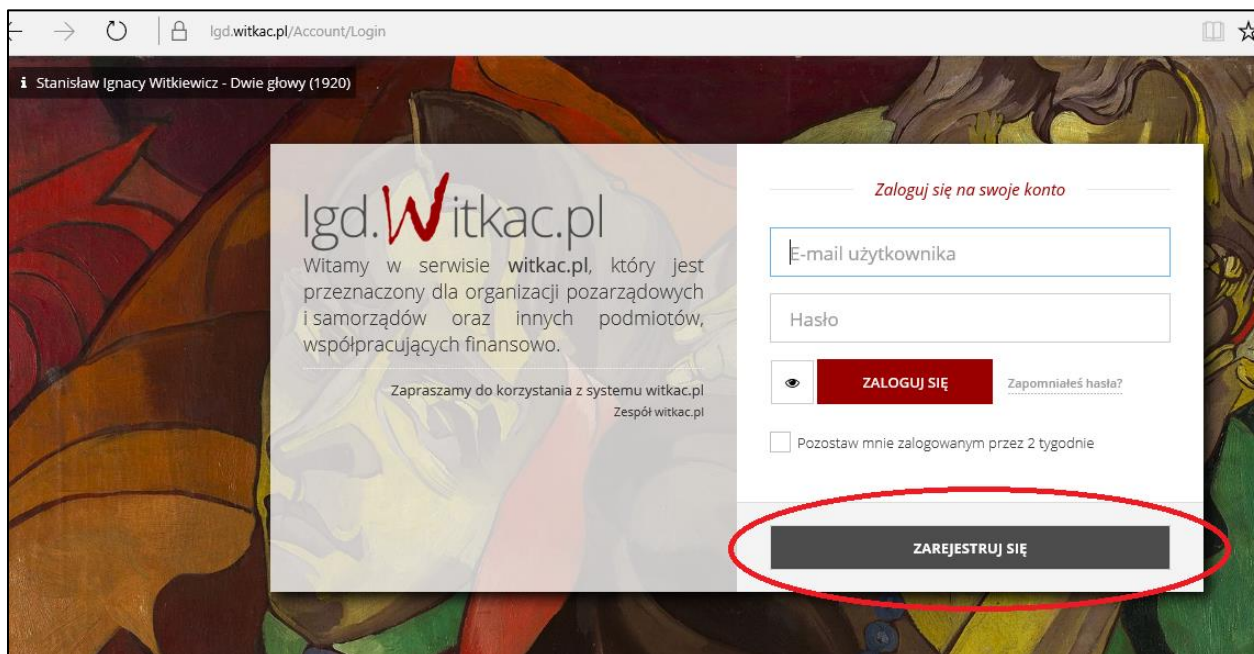 lgd.witkac.pl/Account/Login
i Stanisław Ignacy Witkiewicz - Dwie głowy (1920)
lgd.Witkac.pl
Witamy w serwisie witkac.pl, który jest
przeznaczony dla organizacji pozarządowych
i samorządów oraz innych podmiotów,
współpracujących finansowo.
Zapraszamy do korzystania z systemu witkac.pl
Zespół witkac.pl
Zaloguj się na swoje konto
E-mail użytkownika
Hasło
ZALOGUJ SIĘ
Zapomniałeś hasła?
Pozostaw mnie zalogowanym przez 2 tygodnie
ZAREJESTRUJ SIĘ